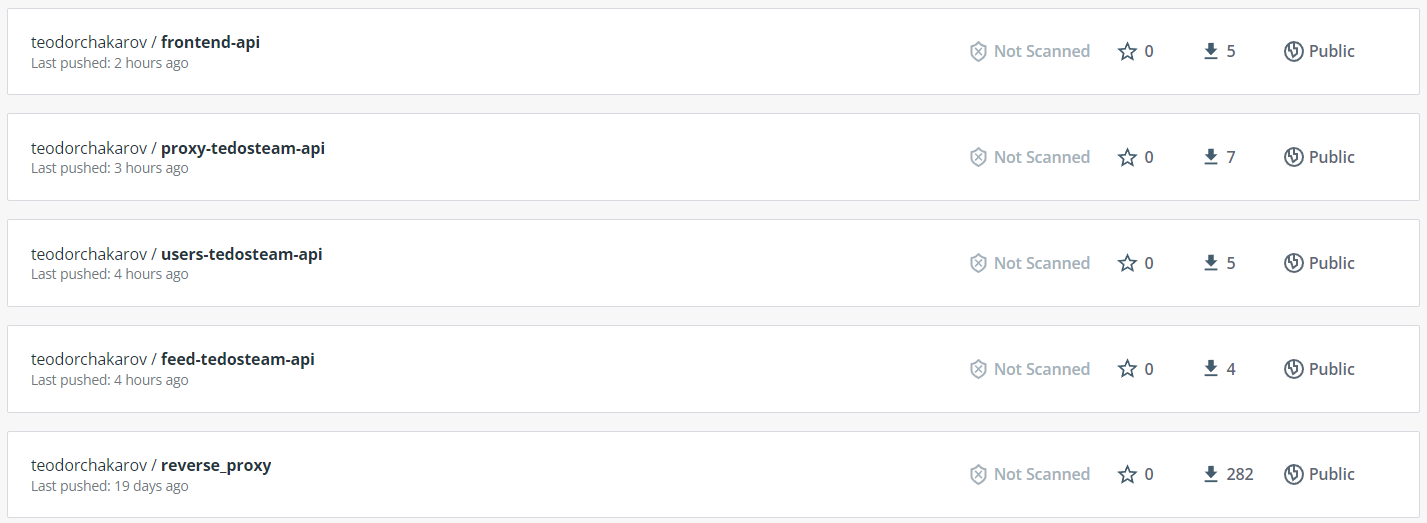 teodorchakarov / frontend-api
Last pushed: 2 hours ago
Not Scanned 0 5 Public
teodorchakarov / proxy-tedosteam-api
Last pushed: 3 hours ago
Not Scanned 0 7 Public
teodorchakarov / users-tedosteam-api
Last pushed: 4 hours ago
Not Scanned 0 5 Public
teodorchakarov / feed-tedosteam-api
Last pushed: 4 hours ago
Not Scanned 0 4 Public
teodorchakarov / reverse_proxy
Last pushed: 19 days ago
Not Scanned 0 282 Public